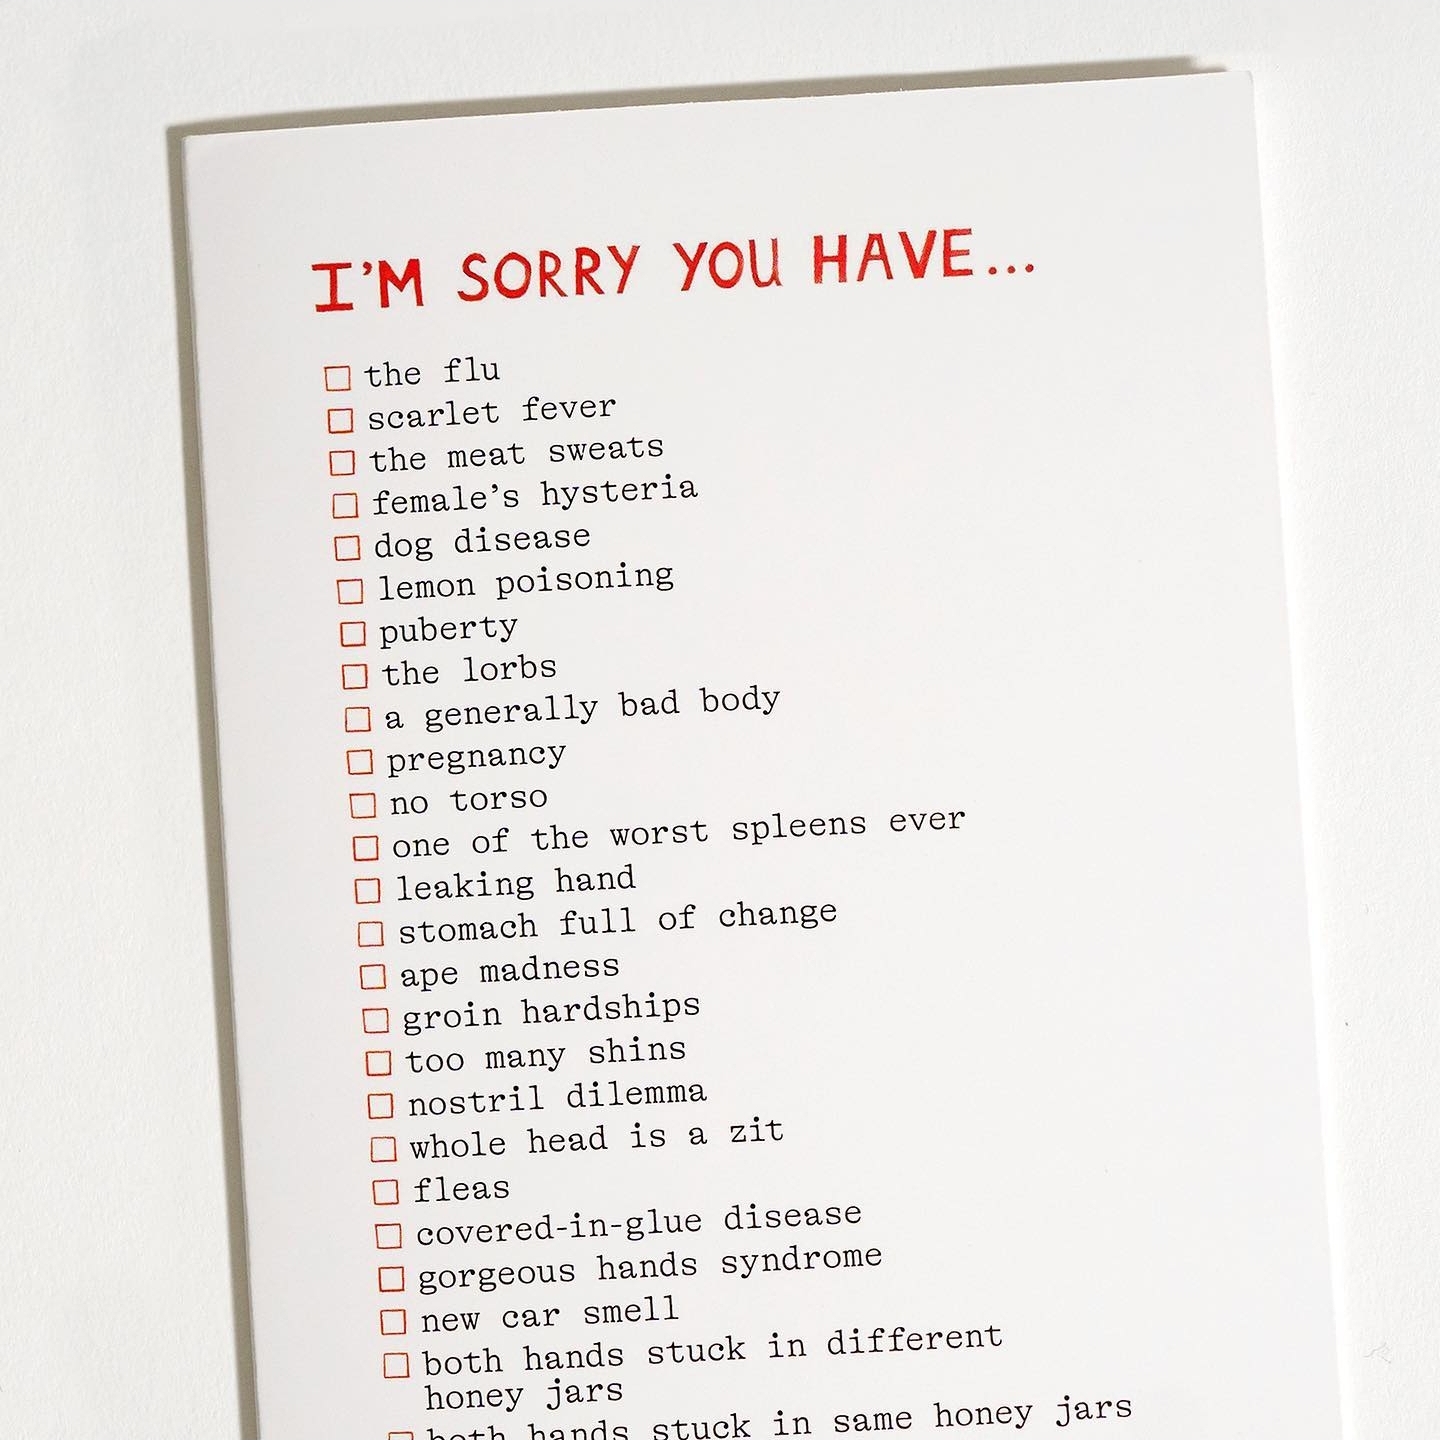 I'M SORRY YOU HAVE...
the flu
scarlet fever
the meat sweats
female's hysteria
dog disease
lemon poisoning
puberty
the lorbs
a generally bad body
pregnancy
no torso
one of the worst spleens ever
leaking hand
stomach full of change
ape madness
groin hardships
too many shins
nostril dilemma
whole head is a zit
fleas
covered-in-glue disease
gorgeous hands syndrome
new car smell
both hands stuck in different
honey jars
both hands stuck in same honey jars